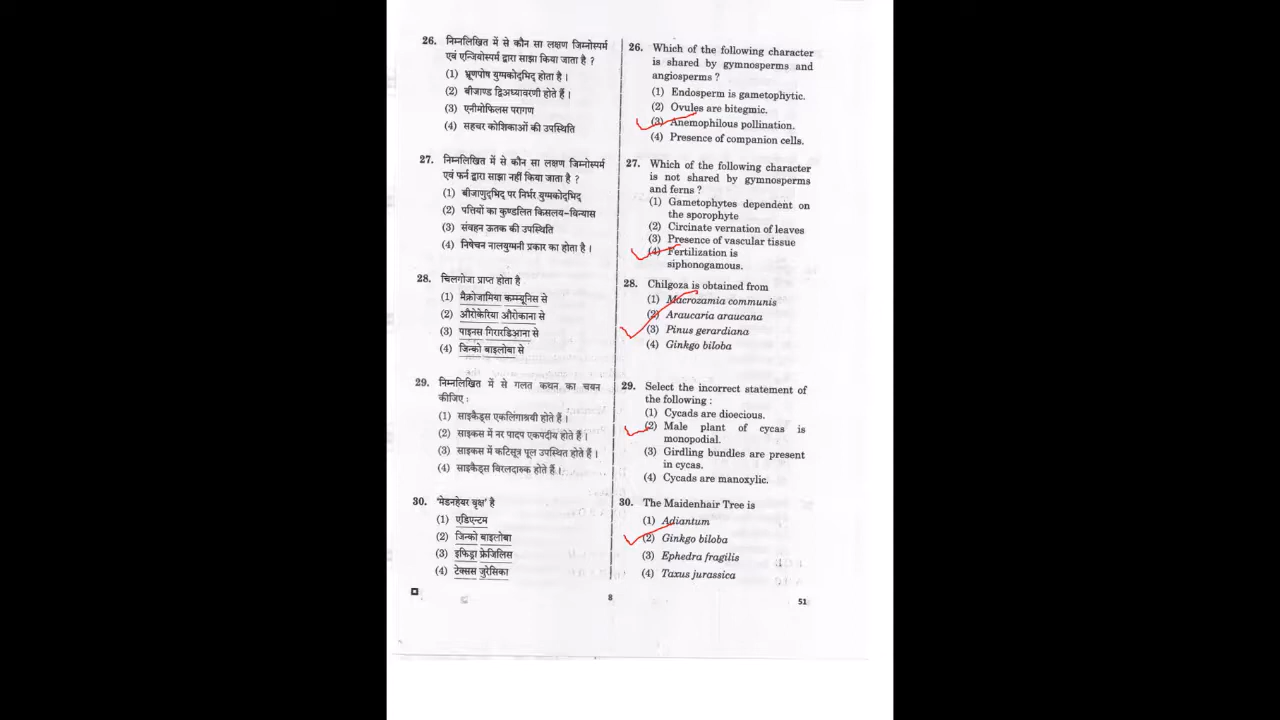 26. निम्नलिखित में से कौन सा लक्षण जिम्नोस्पर्म
एवं एन्जियोस्पर्म द्वारा साझा किया जाता है ?
(1) भ्रूणपोष युग्मकोद्‌भिद् होता है ।
(2) बीजाण्ड द्विअध्यावरणी होते हैं ।
(3) एनीमोफिलस परागण
(4) सहचर कोशिकाओं की उपस्थिति
27. निम्नलिखित में से कौन सा लक्षण जिम्नोस्पर्म
एवं फर्न द्वारा साझा नहीं किया जाता है ?
(1) बीजाणुद्‌भिद् पर निर्भर युग्मकोद्‌भिद्
(2) पत्तियों का कुण्डलित किसलय-विन्यास
(3) संवहन ऊतक की उपस्थिति
(4) निषेचन नालयुग्मनी प्रकार का होता है ।
28. चिलगोजा प्राप्त होता है
(1) मैक्रोजामिया कम्म्यूनिस से
(2) औरोकेरिया औरोकाना से
(3) पाइनस गिरारडिआना से
(4) जिन्को बाइलोबा से
29. निम्नलिखित में से गलत कथन का चयन
कीजिए :
(1) साइकैड्स एकलिंगाश्रयी होते हैं ।
(2) साइकस में नर पादप एकपदीय होते हैं ।
(3) साइकस में कटिसूत्र पूल उपस्थित होते हैं ।
(4) साइकैड्स विरलदारुक होते हैं ।
30. 'मेडनहेयर वृक्ष' है
(1) एडिएन्टम
(2) जिन्को बाइलोबा
(3) इफिड्रा फ्रेजिलिस
(4) टेक्सस जुरेसिका
26. Which of the following character
is shared by gymnosperms and
angiosperms ?
(1) Endosperm is gametophytic.
(2) Ovules are bitegmic.
(3) Anemophilous pollination.
(4) Presence of companion cells.
27. Which of the following character
is not shared by gymnosperms
and ferns ?
(1) Gametophytes dependent on
the sporophyte
(2) Circinate vernation of leaves
(3) Presence of vascular tissue
(4) Fertilization is
siphonogamous.
28. Chilgoza is obtained from
(1) Macrozamia communis
(2) Araucaria araucana
(3) Pinus gerardiana
(4) Ginkgo biloba
29. Select the incorrect statement of
the following :
(1) Cycads are dioecious.
(2) Male plant of cycas is
monopodial.
(3) Girdling bundles are present
in cycas.
(4) Cycads are manoxylic.
30. The Maidenhair Tree is
(1) Adiantum
(2) Ginkgo biloba
(3) Ephedra fragilis
(4) Taxus jurassica
8
51